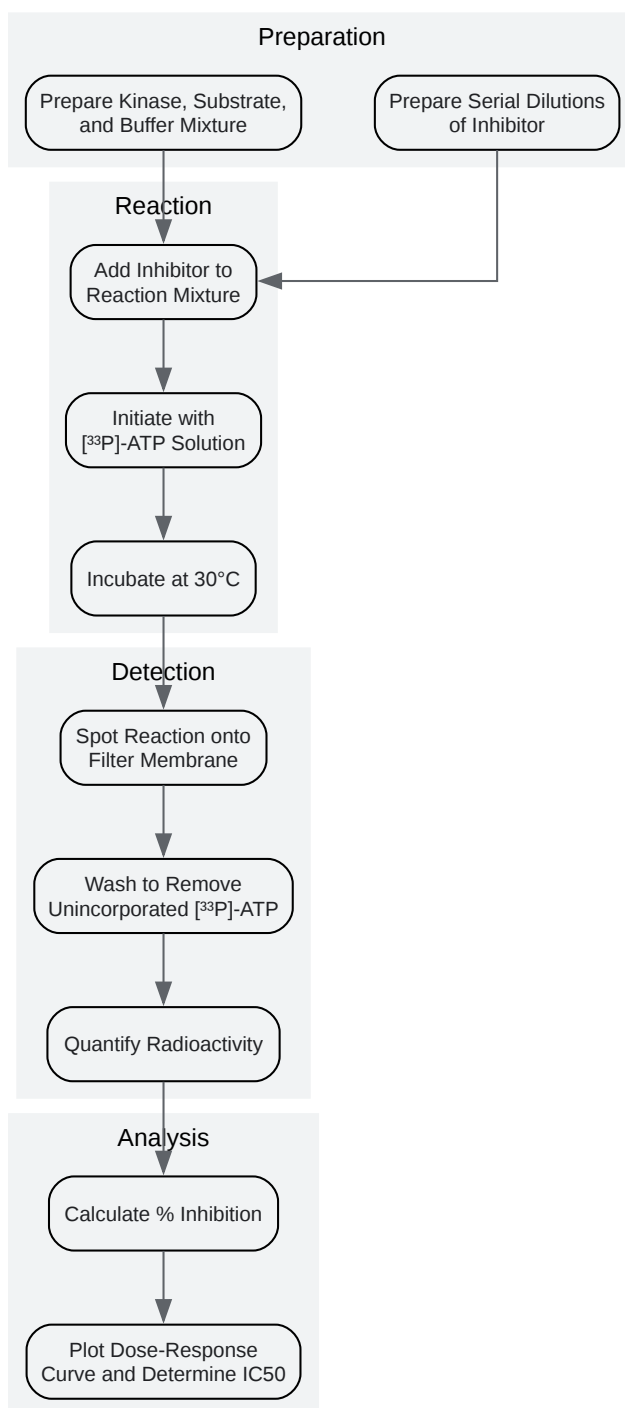 Preparation
Prepare Kinase, Substrate,
and Buffer Mixture
Prepare Serial Dilutions
of Inhibitor
Reaction
Add Inhibitor to
Reaction Mixture
Initiate with
[³³P]-ATP Solution
Incubate at 30°C
Detection
Spot Reaction onto
Filter Membrane
Wash to Remove
Unincorporated [³³P]-ATP
Quantify Radioactivity
Analysis
Calculate % Inhibition
Plot Dose-Response
Curve and Determine IC50